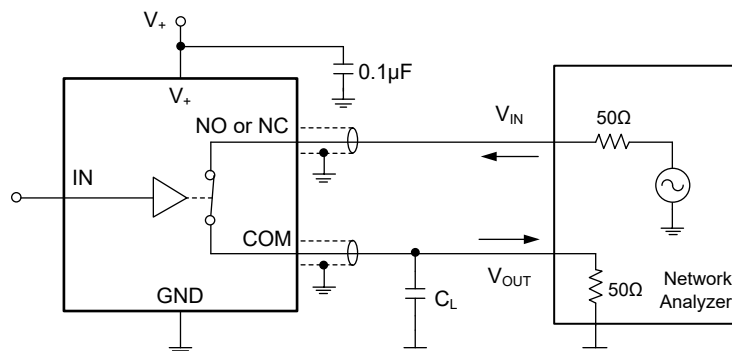 V+
0.1µF
V+
NO or NC
VIN
50Ω
IN
COM
VOUT
GND
CL
50Ω
Network
Analyzer